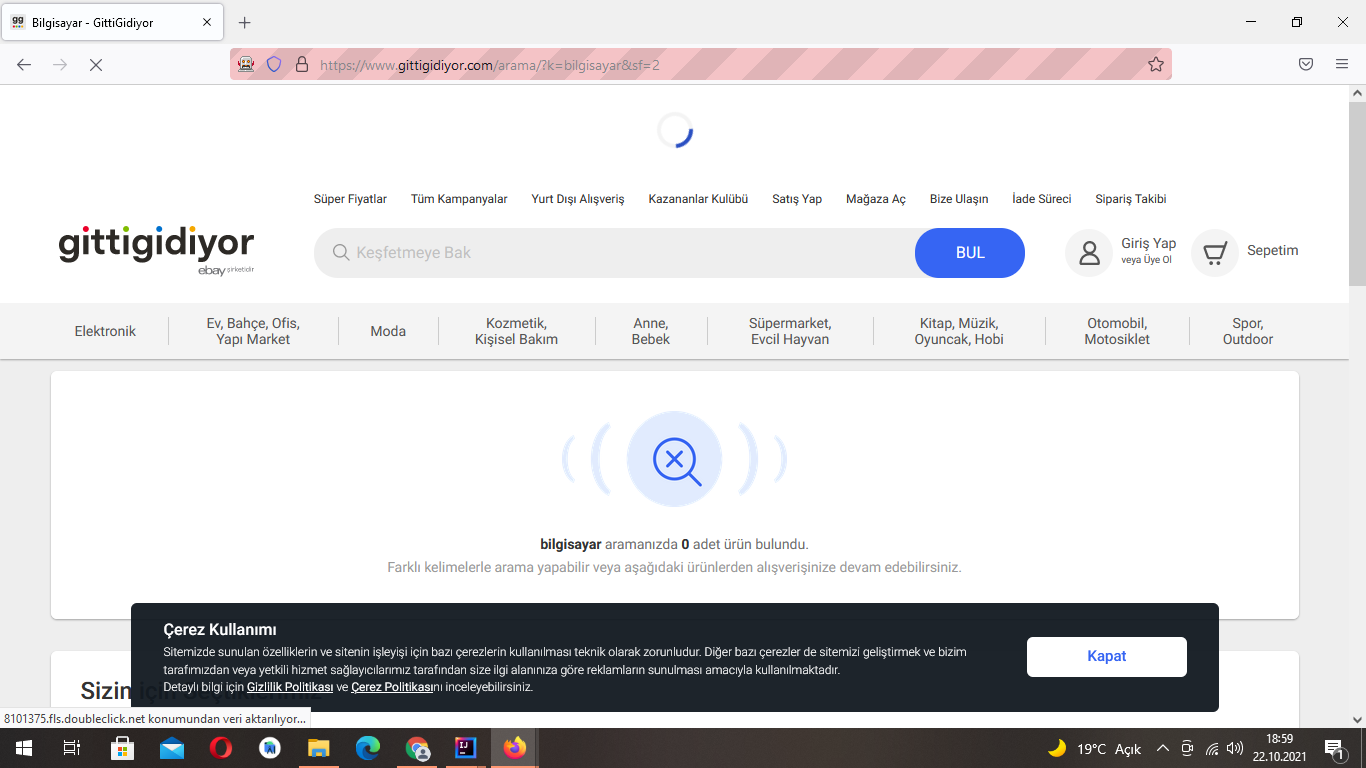 Bilgisayar - GittiGidiyor
https://www.gittigidiyor.com/arama/?k=bilgisayar&sf=2
Süper Fiyatlar Tüm Kampanyalar Yurt Dışı Alışveriş Kazananlar Kulübü Satış Yap Mağaza Aç Bize Ulaşın İade Süreci Sipariş Takibi
gittigidiyor
ebay şirketidir
Keşfetmeye Bak
BUL
Giriş Yap
veya Üye Ol
Sepetim
Elektronik
Ev, Bahçe, Ofis,
Yapı Market
Moda
Kozmetik,
Kişisel Bakım
Anne,
Bebek
Süpermarket,
Evcil Hayvan
Kitap, Müzik,
Oyuncak, Hobi
Otomobil,
Motosiklet
Spor,
Outdoor
bilgisayar aramanızda 0 adet ürün bulundu.
Farklı kelimelerle arama yapabilir veya aşağıdaki ürünlerden alışverişinize devam edebilirsiniz.
Çerez Kullanımı
Sitemizde sunulan özelliklerin ve sitenin işleyişi için bazı çerezlerin kullanılması teknik olarak zorunludur. Diğer bazı çerezler de sitemizi geliştirmek ve bizim
tarafımızdan veya yetkili hizmet sağlayıcılarımız tarafından size ilgi alanınıza göre reklamların sunulması amacıyla kullanılmaktadır.
Detaylı bilgi için Gizlilik Politikası ve Çerez Politikasını inceleyebilirsiniz.
Kapat
Sizin için Seçtiklerimiz
8101375.fls.doubleclick.net konumundan veri aktarılıyor...
19°C Açık
18:59
22.10.2021
1